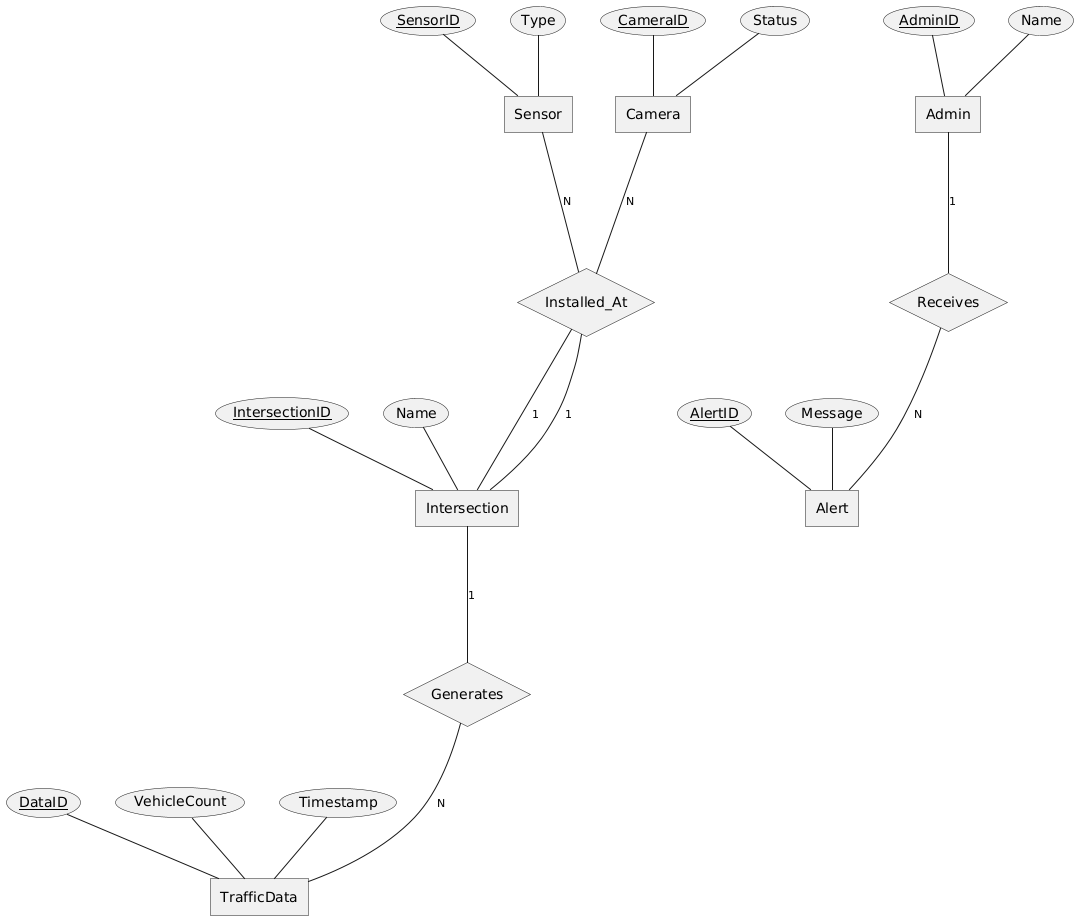 SensorID
Type
CameraID
Status
AdminID
Name
Sensor
Camera
Admin
N
N
1
Installed_At
Receives
IntersectionID
Name
1
1
AlertID
Message
N
Intersection
Alert
1
Generates
DataID
VehicleCount
Timestamp
N
TrafficData